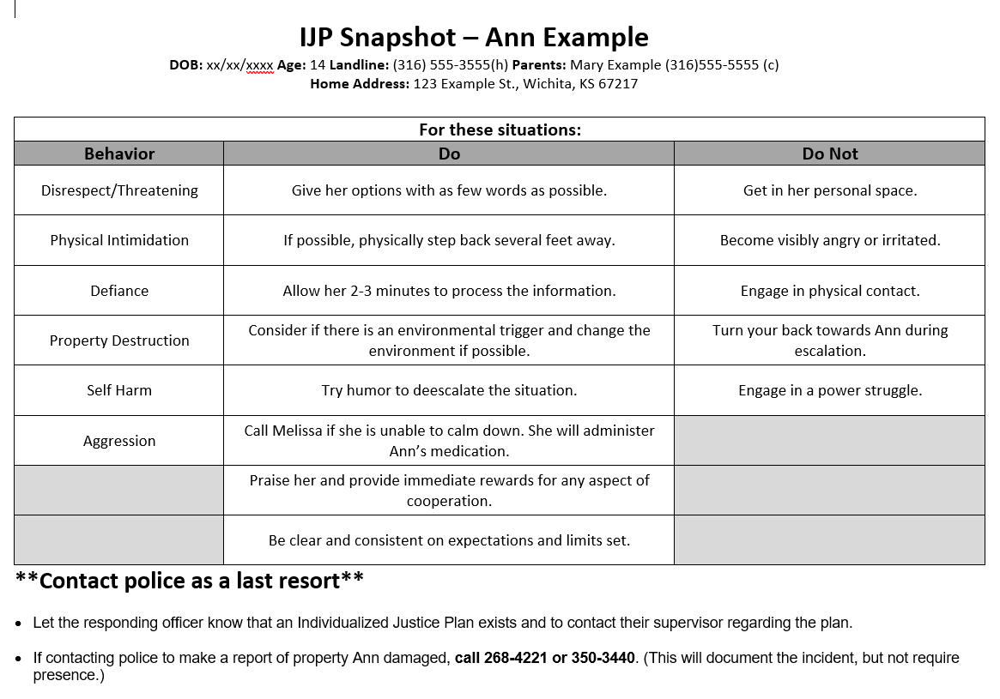 IJP Snapshot – Ann Example
DOB: xx/xx/xxxx Age: 14 Landline: (316) 555-3555(h) Parents: Mary Example (316)555-5555 (c)
Home Address: 123 Example St., Wichita, KS 67217
For these situations:
Behavior Do Do Not
Disrespect/Threatening Give her options with as few words as possible. Get in her personal space.
Physical Intimidation If possible, physically step back several feet away. Become visibly angry or irritated.
Defiance Allow her 2-3 minutes to process the information. Engage in physical contact.
Property Destruction
Consider if there is an environmental trigger and change the
environment if possible.
Turn your back towards Ann during
escalation.
Self Harm Try humor to deescalate the situation. Engage in a power struggle.
Aggression
Call Melissa if she is unable to calm down. She will administer
Ann’s medication.
Praise her and provide immediate rewards for any aspect of
cooperation.
Be clear and consistent on expectations and limits set.
**Contact police as a last resort**
• Let the responding officer know that an Individualized Justice Plan exists and to contact their supervisor regarding the plan.
• If contacting police to make a report of property Ann damaged, call 268-4221 or 350-3440. (This will document the incident, but not require
presence.)